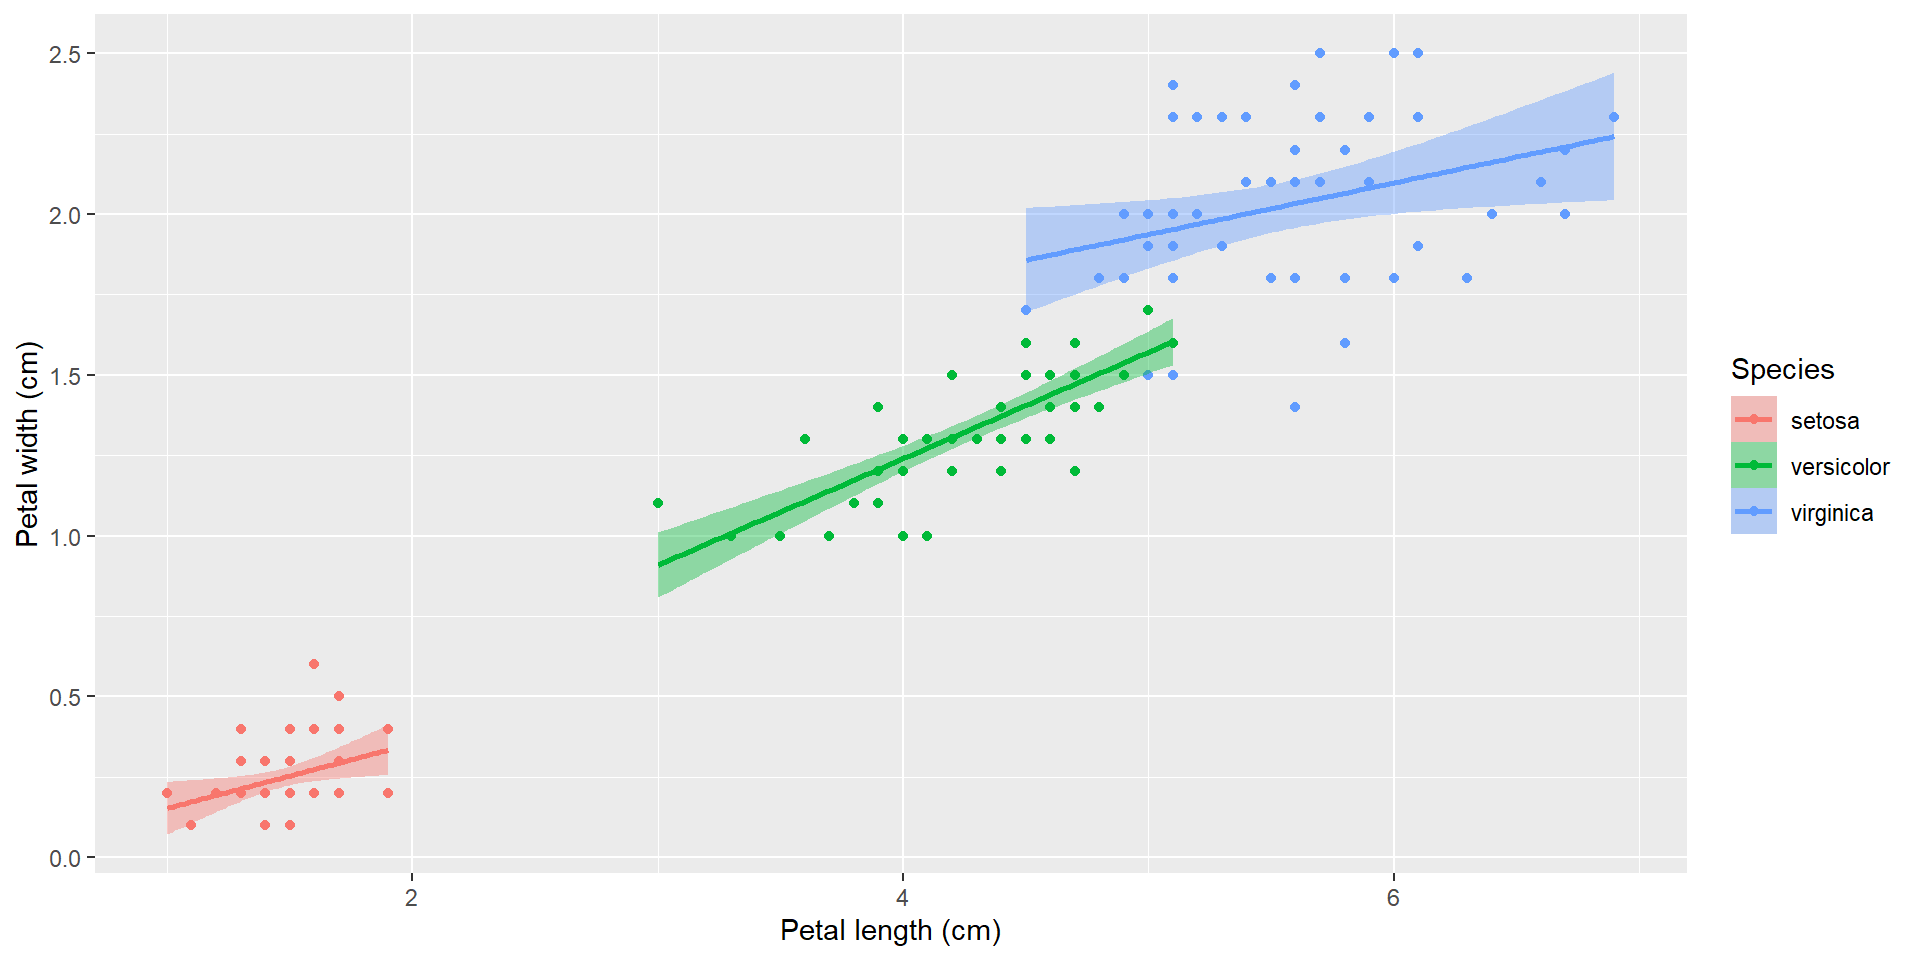 2.5
2.0
1.5
1.0
0.5
0.0
Petal width (cm)
2 4 6
Petal length (cm)
Species
setosa
versicolor
virginica